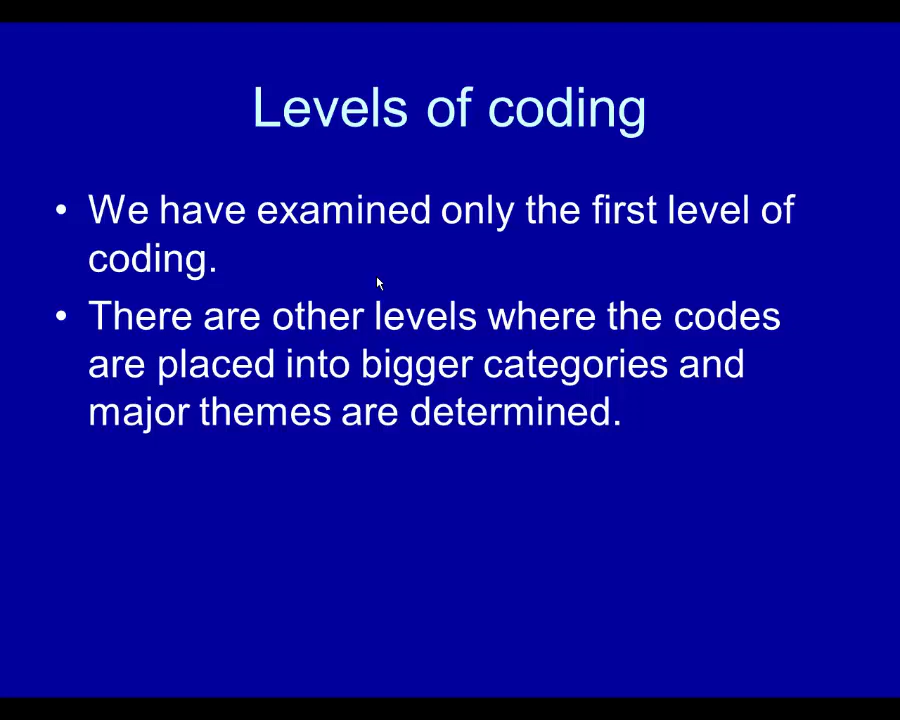 Levels of coding
• We have examined only the first level of
coding.
• There are other levels where the codes
are placed into bigger categories and
major themes are determined.